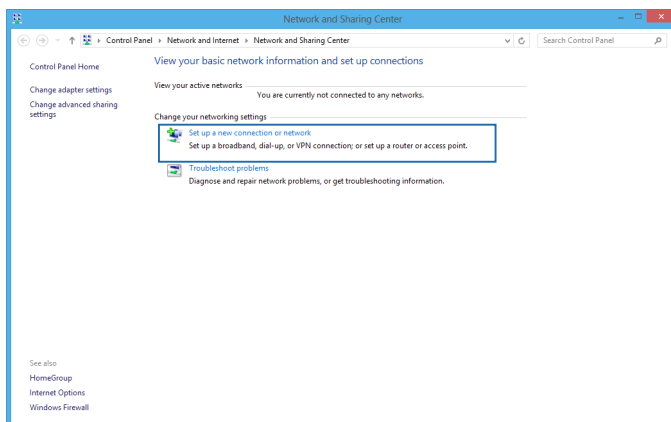 Network and Sharing Center
Control Panel ▸ Network and Internet ▸ Network and Sharing Center
Search Control Panel
Control Panel Home
Change adapter settings
Change advanced sharing
settings
View your basic network information and set up connections
View your active networks
You are currently not connected to any networks.
Change your networking settings
Set up a new connection or network
Set up a broadband, dial-up, or VPN connection; or set up a router or access point.
Troubleshoot problems
Diagnose and repair network problems, or get troubleshooting information.
See also
HomeGroup
Internet Options
Windows Firewall